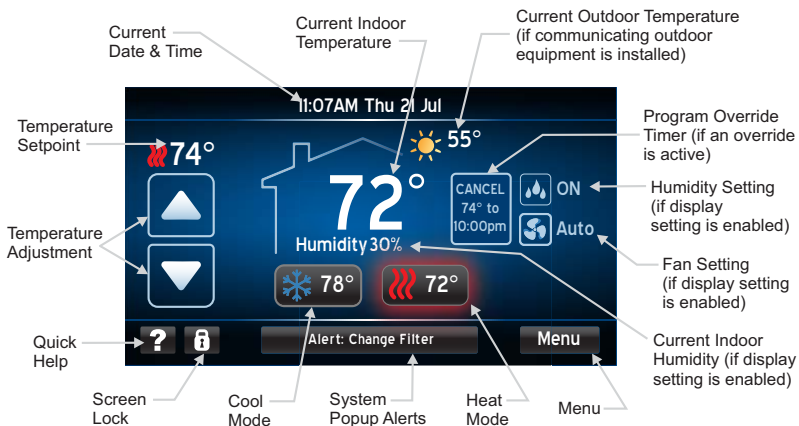 Current
Date & Time
Current Indoor
Temperature
Current Outdoor Temperature
(if communicating outdoor
equipment is installed)
Temperature
Setpoint
Temperature
Adjustment
Quick
Help
11:07AM Thu 21 Jul
74°
55°
72°
Humidity 30%
CANCEL
74° to
10:00pm
ON
Auto
78°
72°
?
Alert: Change Filter
Menu
Program Override
Timer (if an override
is active)
Humidity Setting
(if display
setting is enabled)
Fan Setting
(if display setting
is enabled)
Current Indoor
Humidity (if display
setting is enabled)
Screen
Lock
Cool
Mode
System
Popup Alerts
Heat
Mode
Menu